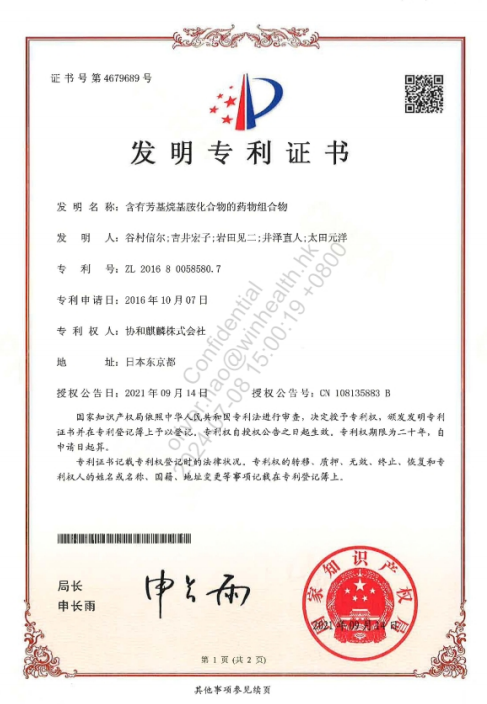 证书号第4679689号
发明专利证书
发 明 名 称：含有芳基烷基胺化合物的药物组合物
发 明 人：谷村信尔;吉井宏子;岩田见二;井泽直人;太田元洋
专 利 号：ZL 2016 8 0058580.7
专利申请日：2016年10月07日
专 利 权 人：协和麒麟株式会社
地 址：日本东京都
授权公告日：2021年09月14日 授权公告号：CN 108135883 B
国家知识产权局依照中华人民共和国专利法进行审查，决定授予专利权，颁发发明专利
证书并在专利登记簿上予以登记。专利权自授权公告之日起生效。专利权期限为二十年，自
申请日起算。
专利证书记载专利权登记时的法律状况。专利权的转移、质押、无效、终止、恢复和专
利权人的姓名或名称、国籍、地址变更等事项记载在专利登记簿上。
Confidential
@winhealth.hk
2024-07-08 15:00:19 +0800
局长
申长雨
申长雨
国家知识产权局
2021年09月14日
第 1 页 (共 2 页)
其他事项参见续页